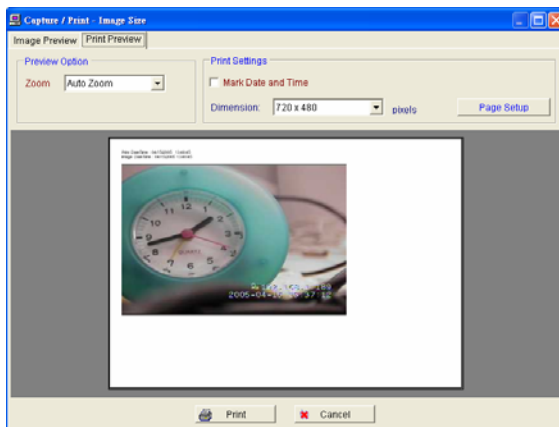 Capture / Print - Image Size
Image Preview Print Preview
Preview Option
Zoom Auto Zoom
Print Settings
Mark Date and Time
Dimension: 720 x 480 pixels
Page Setup
12
11 1
10 2
9 3
8 4
7 5
6
QUARTZ
Print Cancel